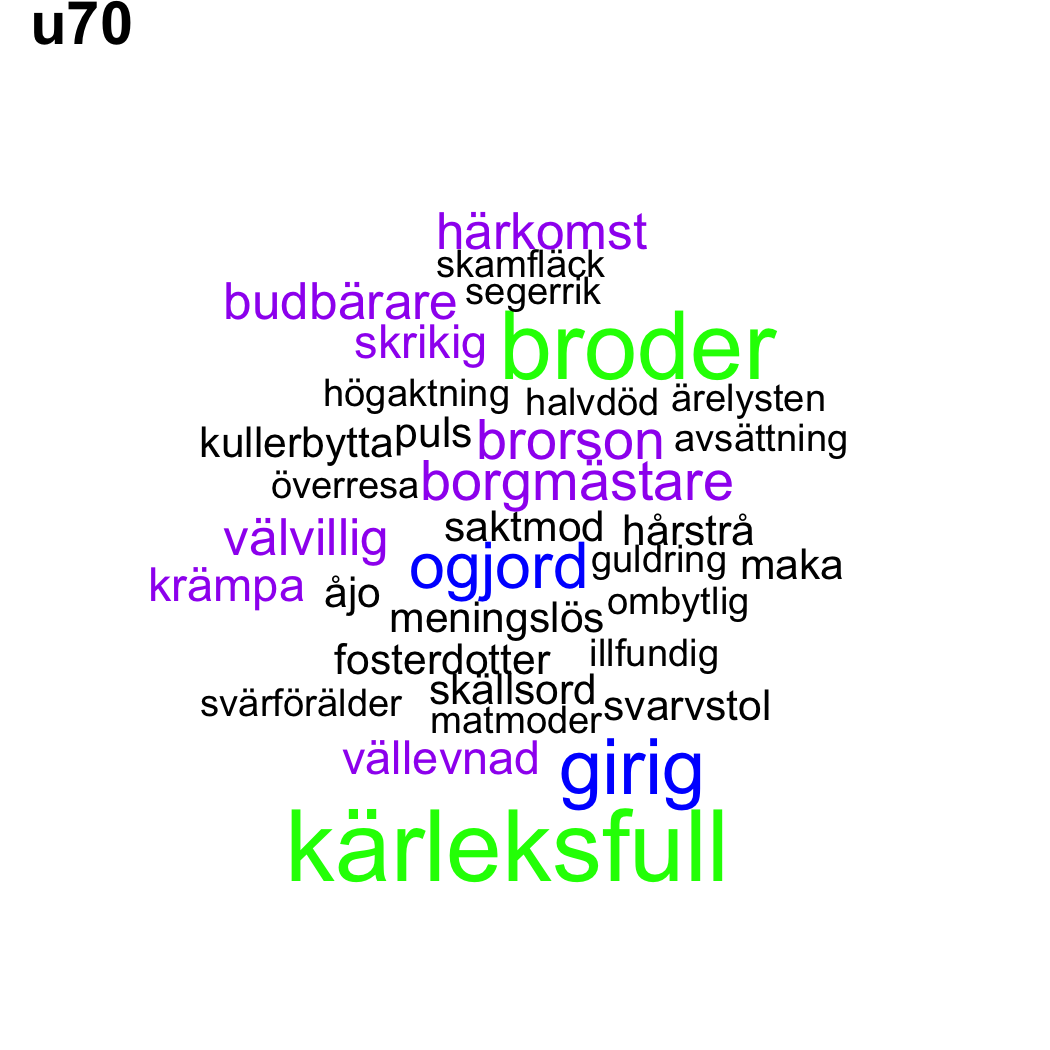 u70
härkomst
skamfläck
budbärare segerrik
skrikig broder
högaktning halvdöd ärelysten
kullerbytta puls brorson avsättning
överresa borgmästare
välvillig saktmod hårstrå
ogjord guldring maka
krämpa åjo ombytlig
meningslös
fosterdotter illfundig
svärförälder skällsord svarvstol
matmoder
vällevnad girig
kärleksfull